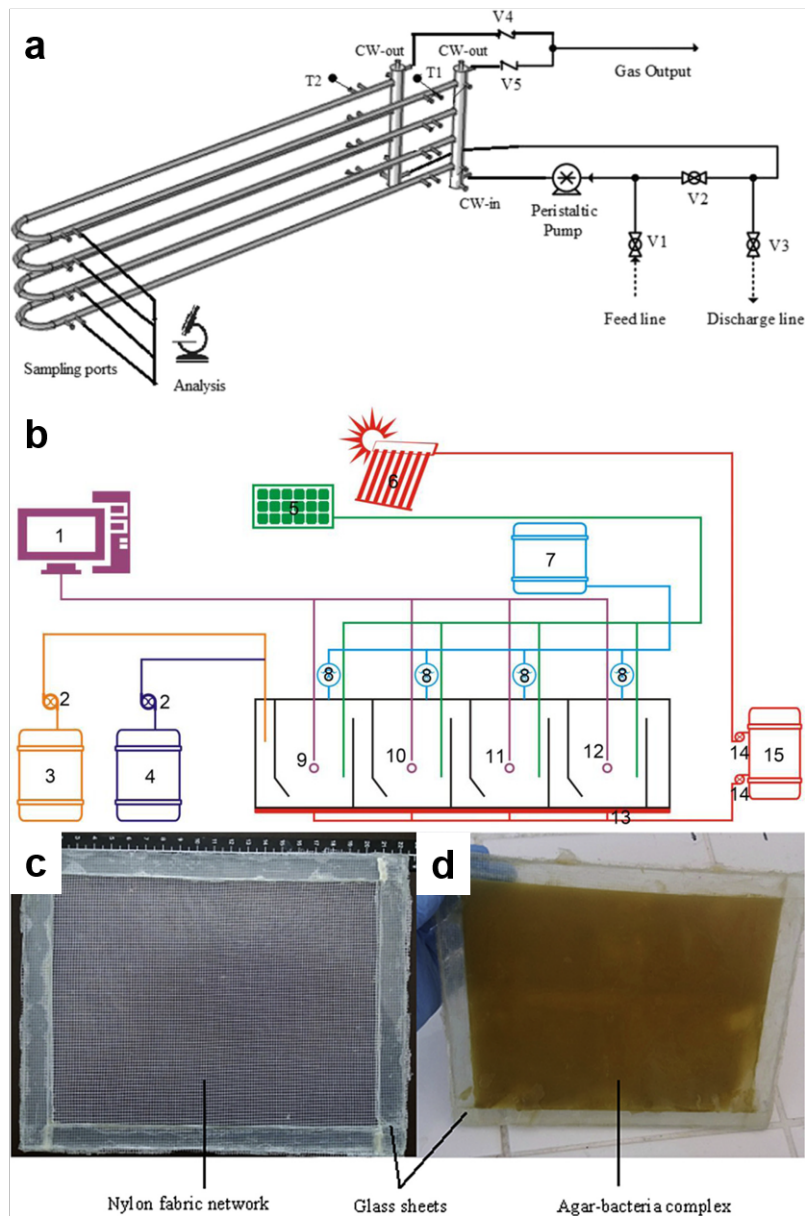 a
V4
CW-out
CW-out
T2
T1
V5
Gas Output
CW-in
Peristaltic
Pump
V2
V1
V3
Feed line
Discharge line
Sampling ports
Analysis
b
1
5
6
7
2
2
8
8
8
8
3
4
9
10
11
12
13
14
14
15
c
d
Nylon fabric network
Glass sheets
Agar-bacteria complex